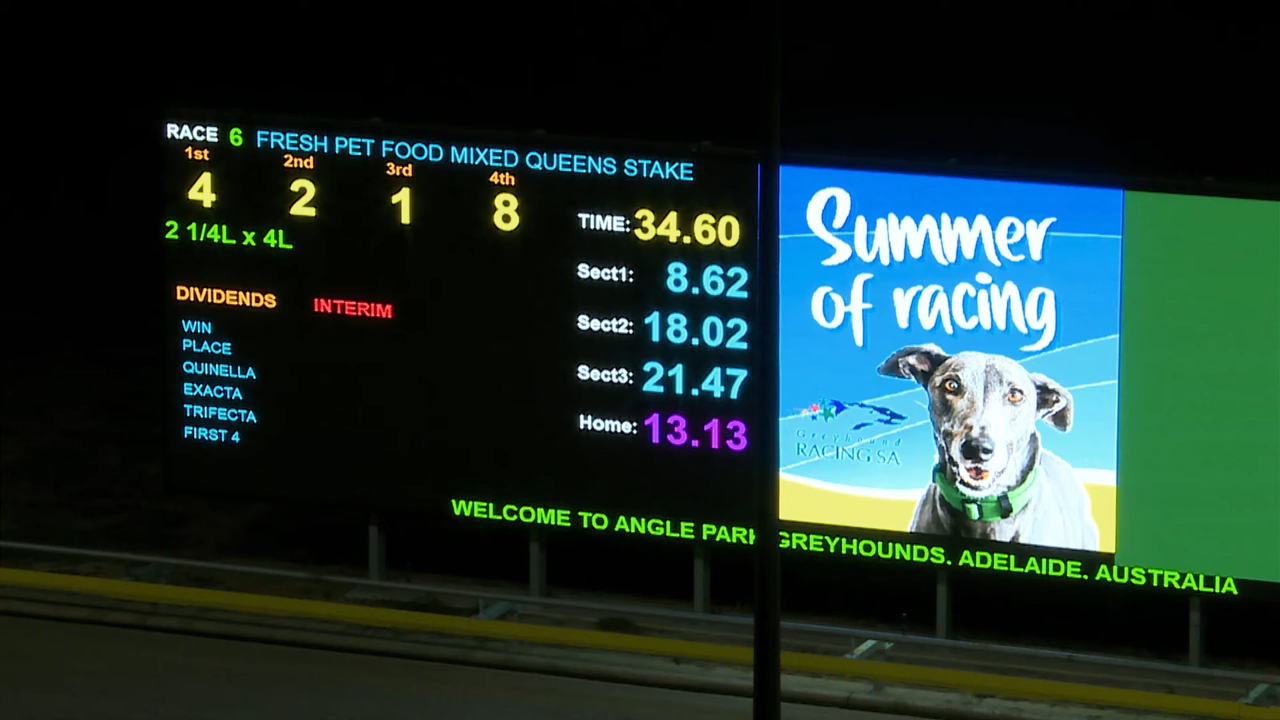 RACE 6 FRESH PET FOOD MIXED QUEENS STAKE
1st 2nd 3rd 4th
4 2 1 8
2 1/4L x 4L
TIME: 34.60
Sect1: 8.62
Sect2: 18.02
Sect3: 21.47
Home: 13.13
DIVIDENDS INTERIM
WIN
PLACE
QUINELLA
EXACTA
TRIFECTA
FIRST 4
Summer
of racing
Greyhound
RACING SA
WELCOME TO ANGLE PARK GREYHOUNDS. ADELAIDE. AUSTRALIA